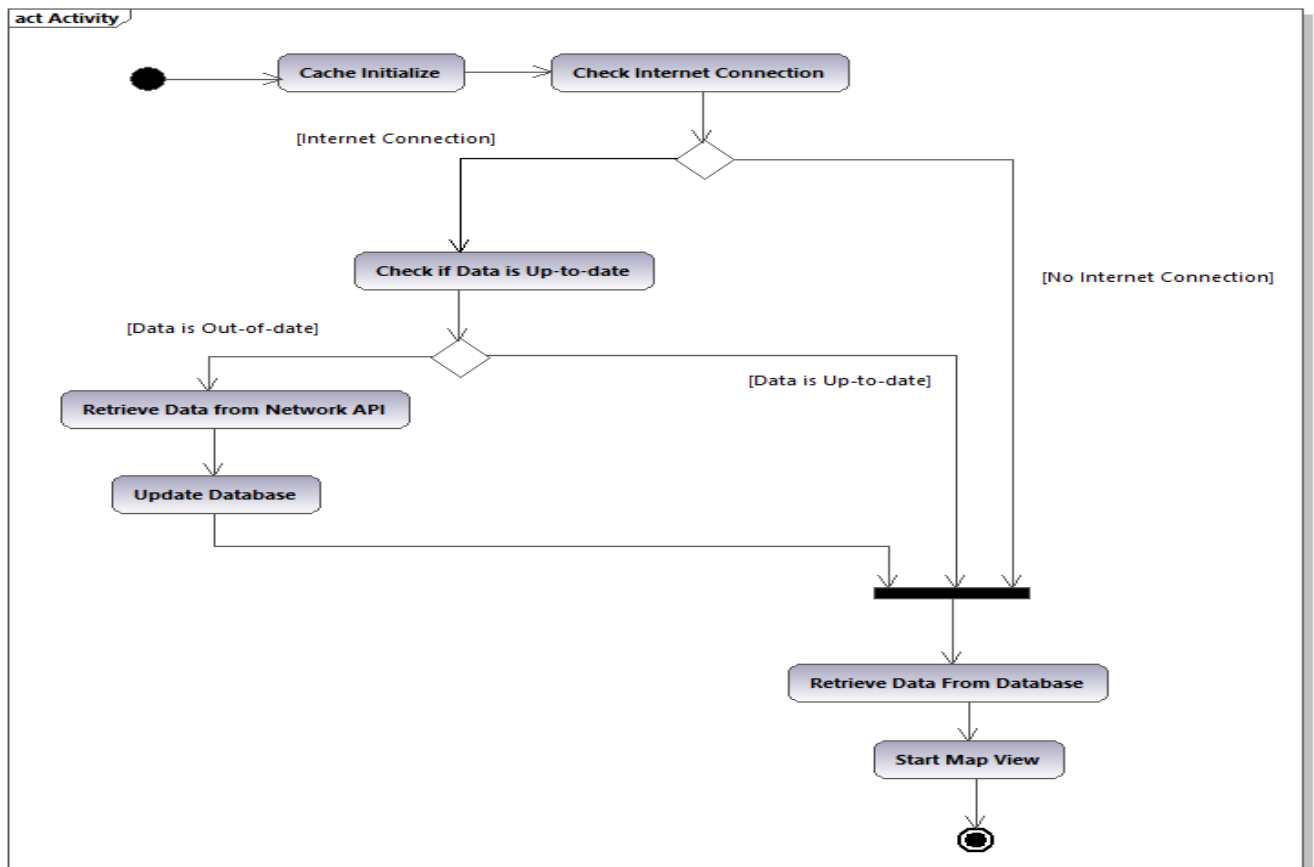 act Activity
Cache Initialize
Check Internet Connection
[Internet Connection]
Check if Data is Up-to-date
[No Internet Connection]
[Data is Out-of-date]
[Data is Up-to-date]
Retrieve Data from Network API
Update Database
Retrieve Data From Database
Start Map View